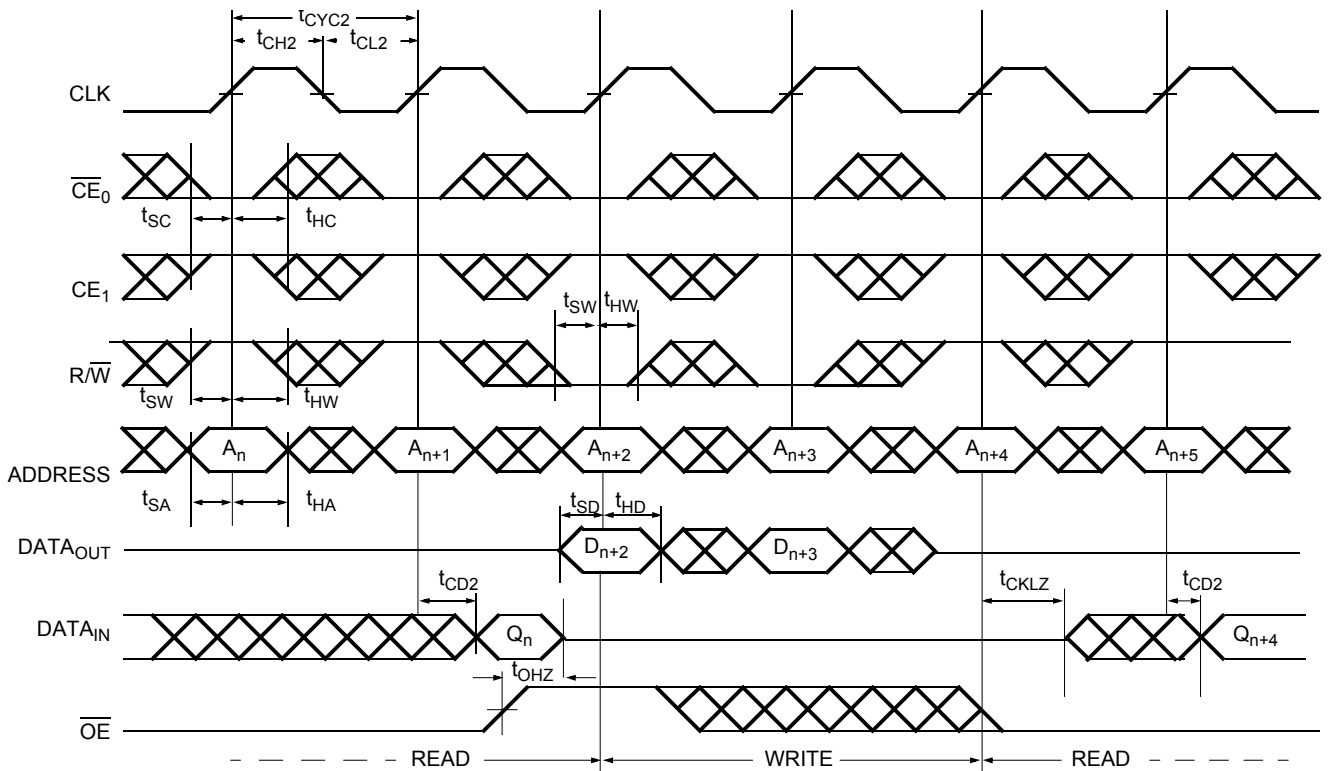 tCYC2
tCH2 tCL2
CLK
CE0
tSC tHC
CE1
tSW tHW
R/W
tSW tHW
ADDRESS An An+1 An+2 An+3 An+4 An+5
tSA tHA
tSD tHD
DATAOUT Dn+2 Dn+3
tCD2 tCKLZ tCD2
DATAIN Qn Qn+4
tOHZ
OE
READ WRITE READ